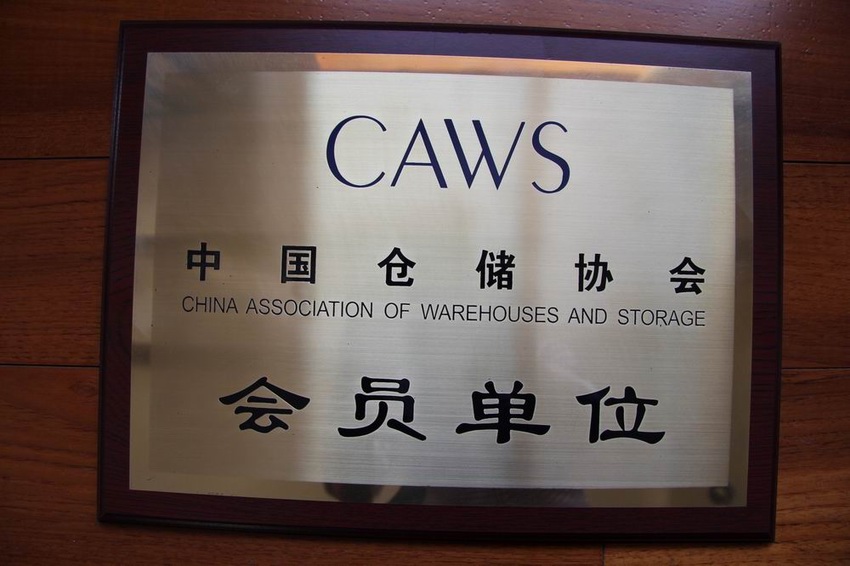 CAWS
中国仓储协会
CHINA ASSOCIATION OF WAREHOUSES AND STORAGE
会员单位